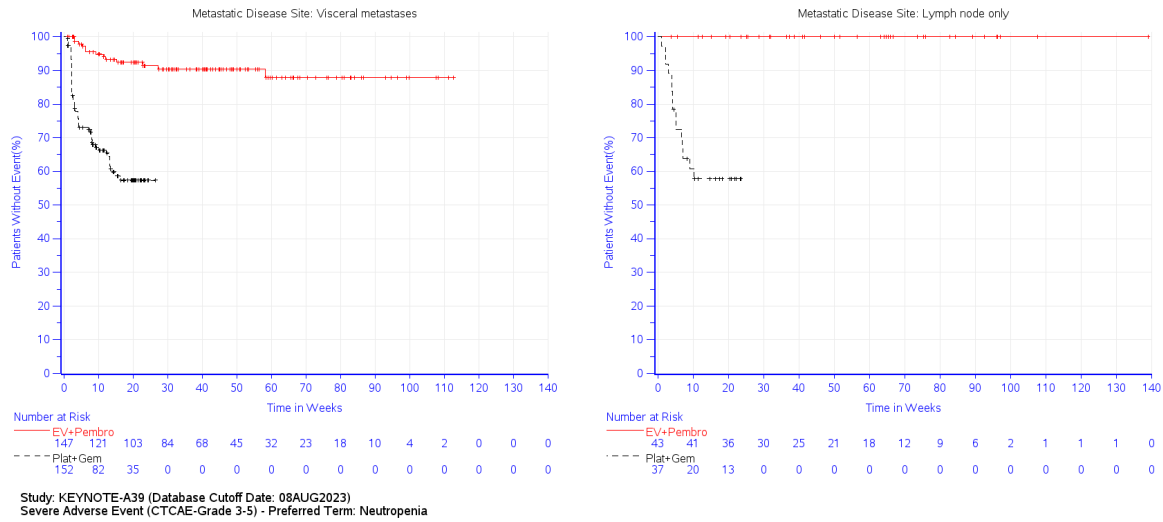 Metastatic Disease Site: Visceral metastases
Patients Without Event(%)
100
90
80
70
60
50
40
30
20
10
0
0 10 20 30 40 50 60 70 80 90 100 110 120 130 140
Time in Weeks
Number at Risk
EV+Pembro
147 121 103 84 68 45 32 23 18 10 4 2 0 0 0
Plat+Gem
152 82 35 0 0 0 0 0 0 0 0 0 0 0 0
Metastatic Disease Site: Lymph node only
Patients Without Event(%)
100
90
80
70
60
50
40
30
20
10
0
0 10 20 30 40 50 60 70 80 90 100 110 120 130 140
Time in Weeks
Number at Risk
EV+Pembro
43 41 36 30 25 21 18 12 9 6 2 1 1 1 0
Plat+Gem
37 20 13 0 0 0 0 0 0 0 0 0 0 0 0
Study: KEYNOTE-A39 (Database Cutoff Date: 08AUG2023)
Severe Adverse Event (CTCAE-Grade 3-5) - Preferred Term: Neutropenia